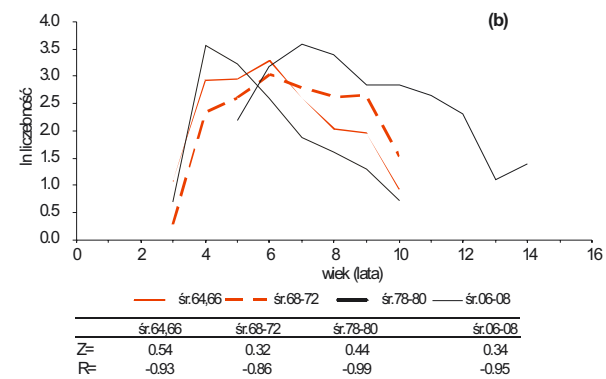 (b)
ln liczebność
4.0
3.5
3.0
2.5
2.0
1.5
1.0
0.5
0.0
0 2 4 6 8 10 12 14 16
wiek (lata)
śr.64,66 śr.68-72 śr.78-80 śr.06-08
śr.64,66 śr.68-72 śr.78-80 śr.06-08
Z= 0.54 0.32 0.44 0.34
R= -0.93 -0.86 -0.99 -0.95